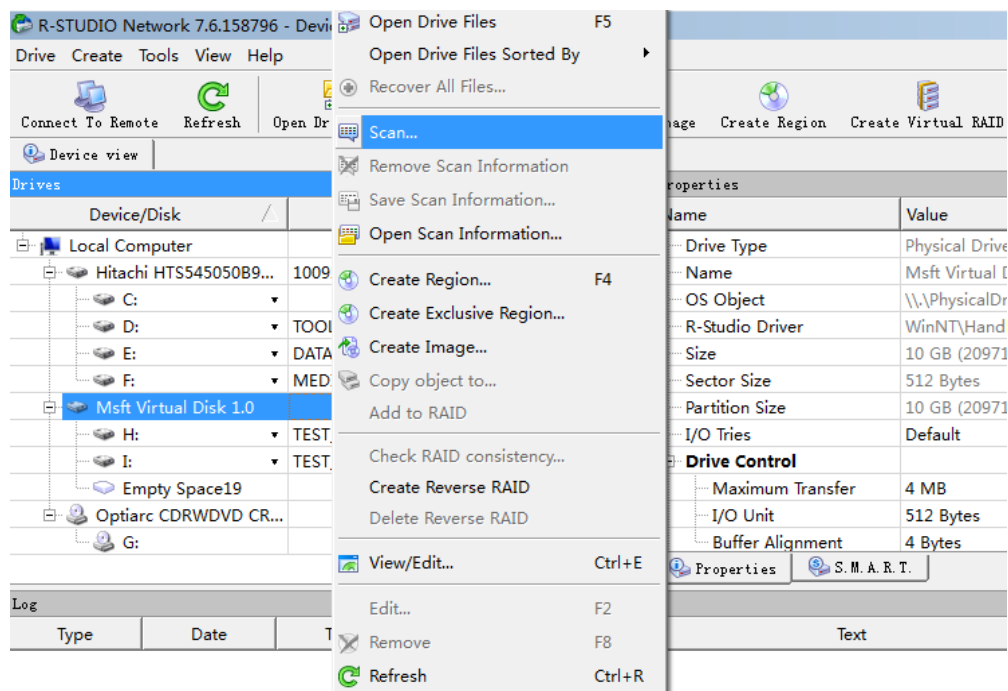 R-STUDIO Network 7.6.158796 - Devi
Drive Create Tools View Help
Connect To Remote Refresh Open Dr
Create Region Create Virtual RAID
Device view
Drives
Device/Disk
Local Computer
Hitachi HTS545050B9... 1009
C:
D: TOOL
E: DATA
F: MED
Msft Virtual Disk 1.0
H: TEST_
I: TEST_
Empty Space19
Optiarc CDRWDVD CR...
G:
Open Drive Files F5
Open Drive Files Sorted By
Recover All Files...
Scan...
Remove Scan Information
Save Scan Information...
Open Scan Information...
Create Region... F4
Create Exclusive Region...
Create Image...
Copy object to...
Add to RAID
Check RAID consistency...
Create Reverse RAID
Delete Reverse RAID
View/Edit... Ctrl+E
Edit... F2
Remove F8
Refresh Ctrl+R
roperties
Name Value
Drive Type Physical Drive
Name Msft Virtual D
OS Object \\.\PhysicalDr
R-Studio Driver WinNT\Hand
Size 10 GB (20971
Sector Size 512 Bytes
Partition Size 10 GB (20971
I/O Tries Default
Drive Control
Maximum Transfer 4 MB
I/O Unit 512 Bytes
Buffer Alignment 4 Bytes
Properties S.M.A.R.T.
Log
Type Date T Text